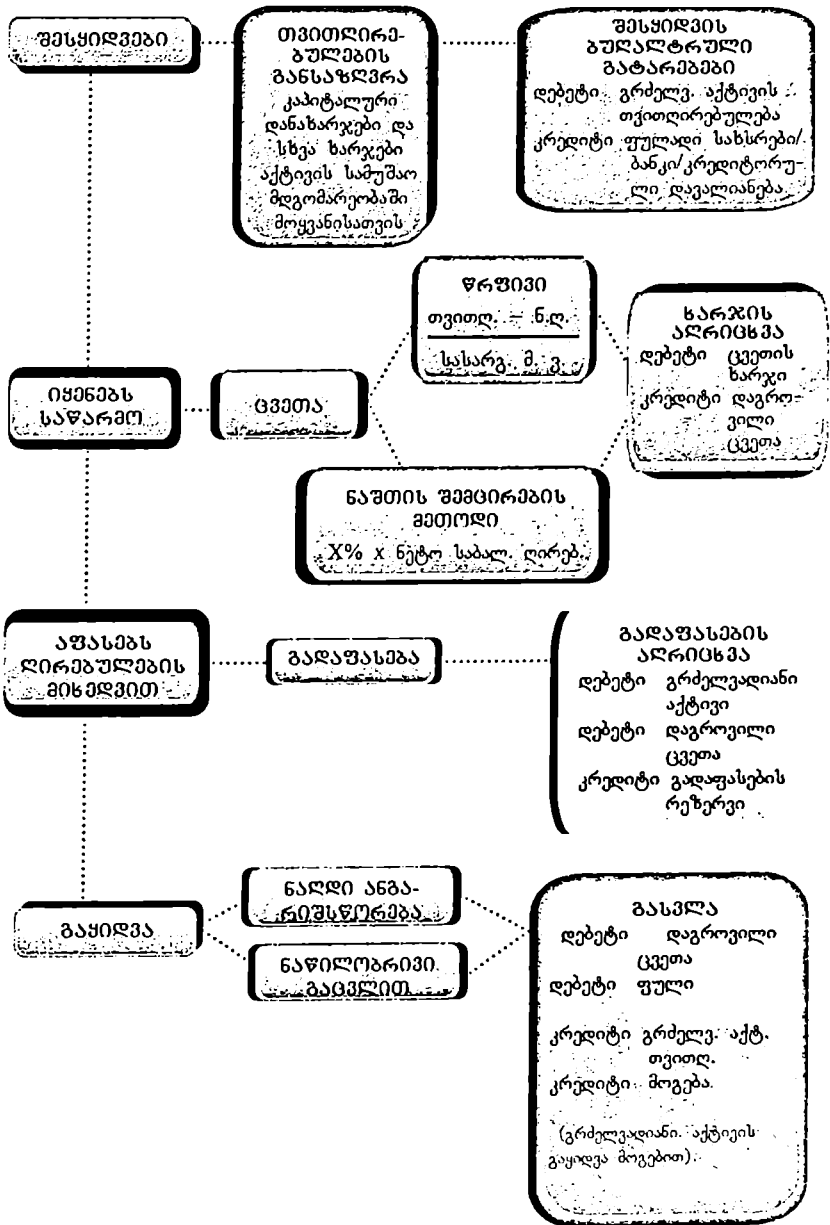 შესყიდვები
თვითღირე-
ბულების
განსაზღვრა
კაპიტალური
დანახარჯები და
სხვა ხარჯები
აქტივის სამუშაო
მდგომარეობაში
მოყვანისათვის
შესყიდვის
ბუღალტრული
გატარებები
დებეტი გრძელვ. აქტივის
თვითღირებულება
კრედიტი ფულადი სახსრები/
ბანკი/კრედიტორუ-
ლი დავალიანება
იყენებს
საწარმო
ცვეთა
წრფივი
თვითღ. – ნ.ღ.
სასარგ. მ. ვ.
ნაშთის შემცირების
მეთოდი
X% x ნეტო საბალ. ღირებ.
ხარჯის
აღრიცხვა
დებეტი ცვეთის
ხარჯი
კრედიტი დაგრო-
ვილი
ცვეთა
აფასებს
ღირებულების
მიხედვით
გადაფასება
გადაფასების
აღრიცხვა
დებეტი გრძელვადიანი
აქტივი
დებეტი დაგროვილი
ცვეთა
კრედიტი გადაფასების
რეზერვი
გაყიდვა
ნაღდი ანგა-
რიშსწორება
ნაწილობრივი
გაცვლით
გასვლა
დებეტი დაგროვილი
ცვეთა
დებეტი ფული
კრედიტი გრძელვ. აქტ.
თვითღ.
კრედიტი მოგება.
(გრძელვადიანი. აქტივის
გაყიდვა მოგებით).